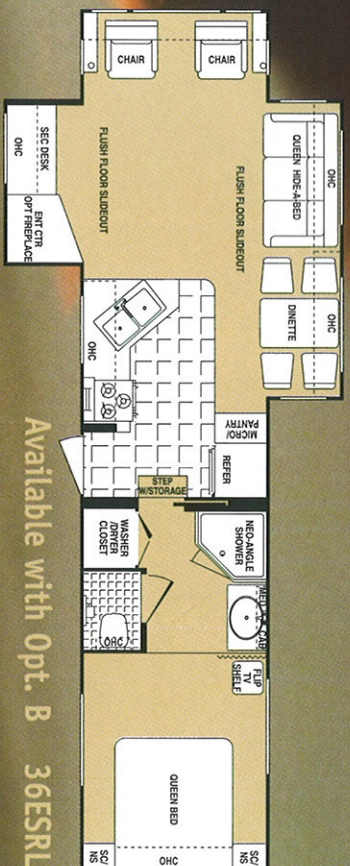 CHAIR
CHAIR
SEC DESK
OHC
ENT CTR
OPT FIREPLACE
FLUSH FLOOR SLIDEOUT
FLUSH FLOOR SLIDEOUT
QUEEN HIDE-A-BED
OHC
DINETTE
OHC
OHC
MICRO/
PANTRY
REFER
STEP
W/STORAGE
WASHER
/DRYER
CLOSET
NEO-ANGLE
SHOWER
MED CAB
OHC
FLIP
TV
SHELF
QUEEN BED
OHC
SC/
NS
SC/
NS
Available with Opt. B 36ESRL